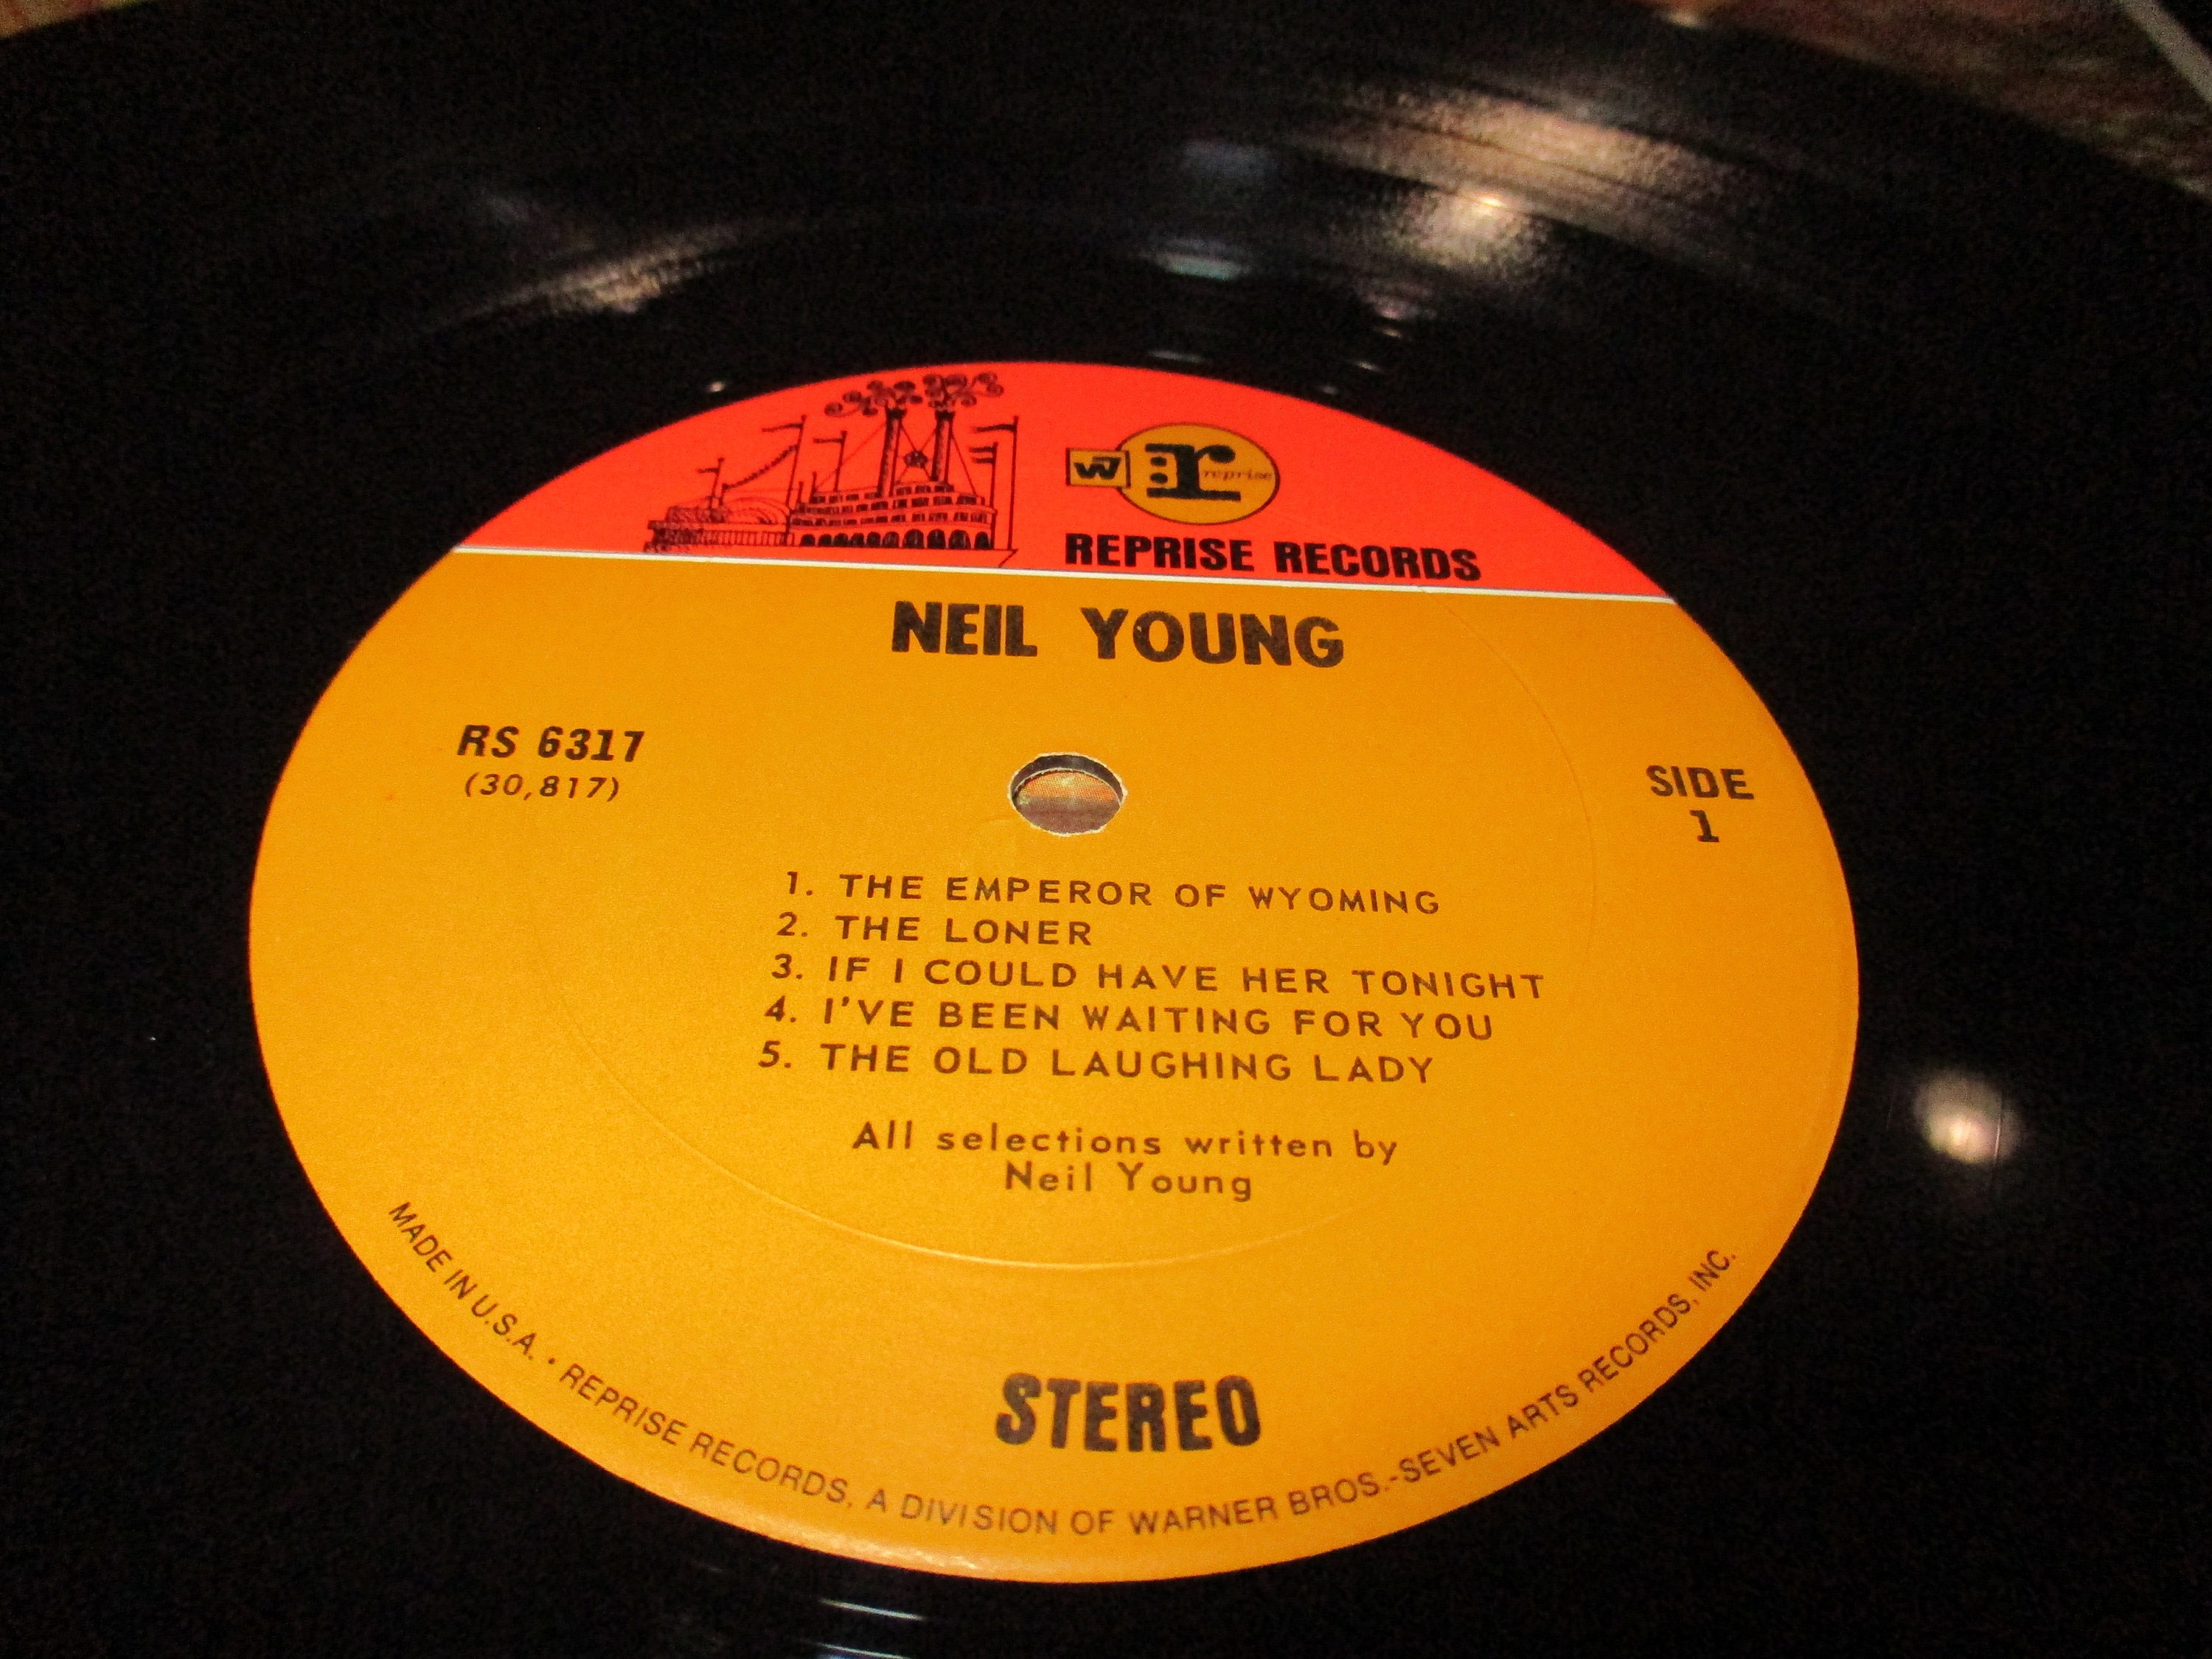 W
r reprise
REPRISE RECORDS
NEIL YOUNG
RS 6317
(30,817)
SIDE
1
1. THE EMPEROR OF WYOMING
2. THE LONER
3. IF I COULD HAVE HER TONIGHT
4. I'VE BEEN WAITING FOR YOU
5. THE OLD LAUGHING LADY
All selections written by
Neil Young
STEREO
MADE IN U.S.A. • REPRISE RECORDS, A DIVISION OF WARNER BROS.-SEVEN ARTS RECORDS, INC.